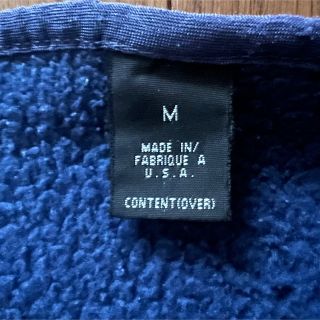 M
MADE IN/
FABRIQUE A
U.S.A.
CONTENT(OVER)